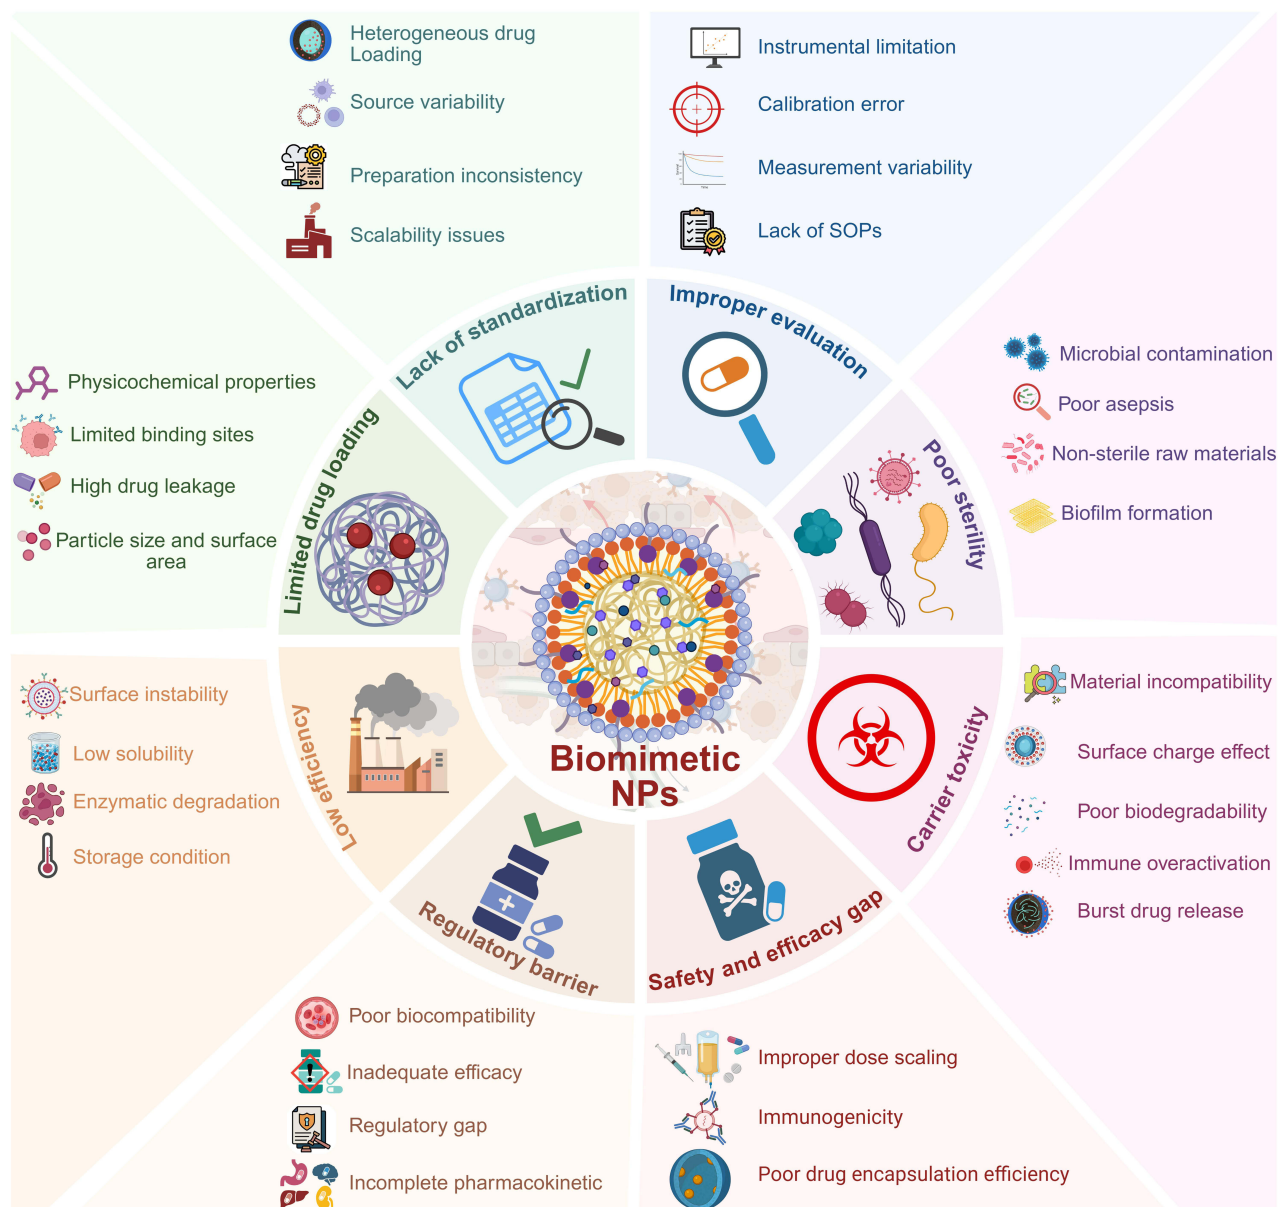 Heterogeneous drug
Loading
Source variability
Preparation inconsistency
Scalability issues
Instrumental limitation
Calibration error
Measurement variability
Lack of SOPs
Lack of standardization
Improper evaluation
Physicochemical properties
Limited binding sites
High drug leakage
Particle size and surface
area
Limited drug loading
Poor sterility
Microbial contamination
Poor asepsis
Non-sterile raw materials
Biofilm formation
Surface instability
Low solubility
Enzymatic degradation
Storage condition
Low efficiency
Biomimetic
NPs
Carrier toxicity
Material incompatibility
Surface charge effect
Poor biodegradability
Immune overactivation
Burst drug release
Regulatory barrier
Safety and efficacy gap
Poor biocompatibility
Inadequate efficacy
Regulatory gap
Incomplete pharmacokinetic
Improper dose scaling
Immunogenicity
Poor drug encapsulation efficiency